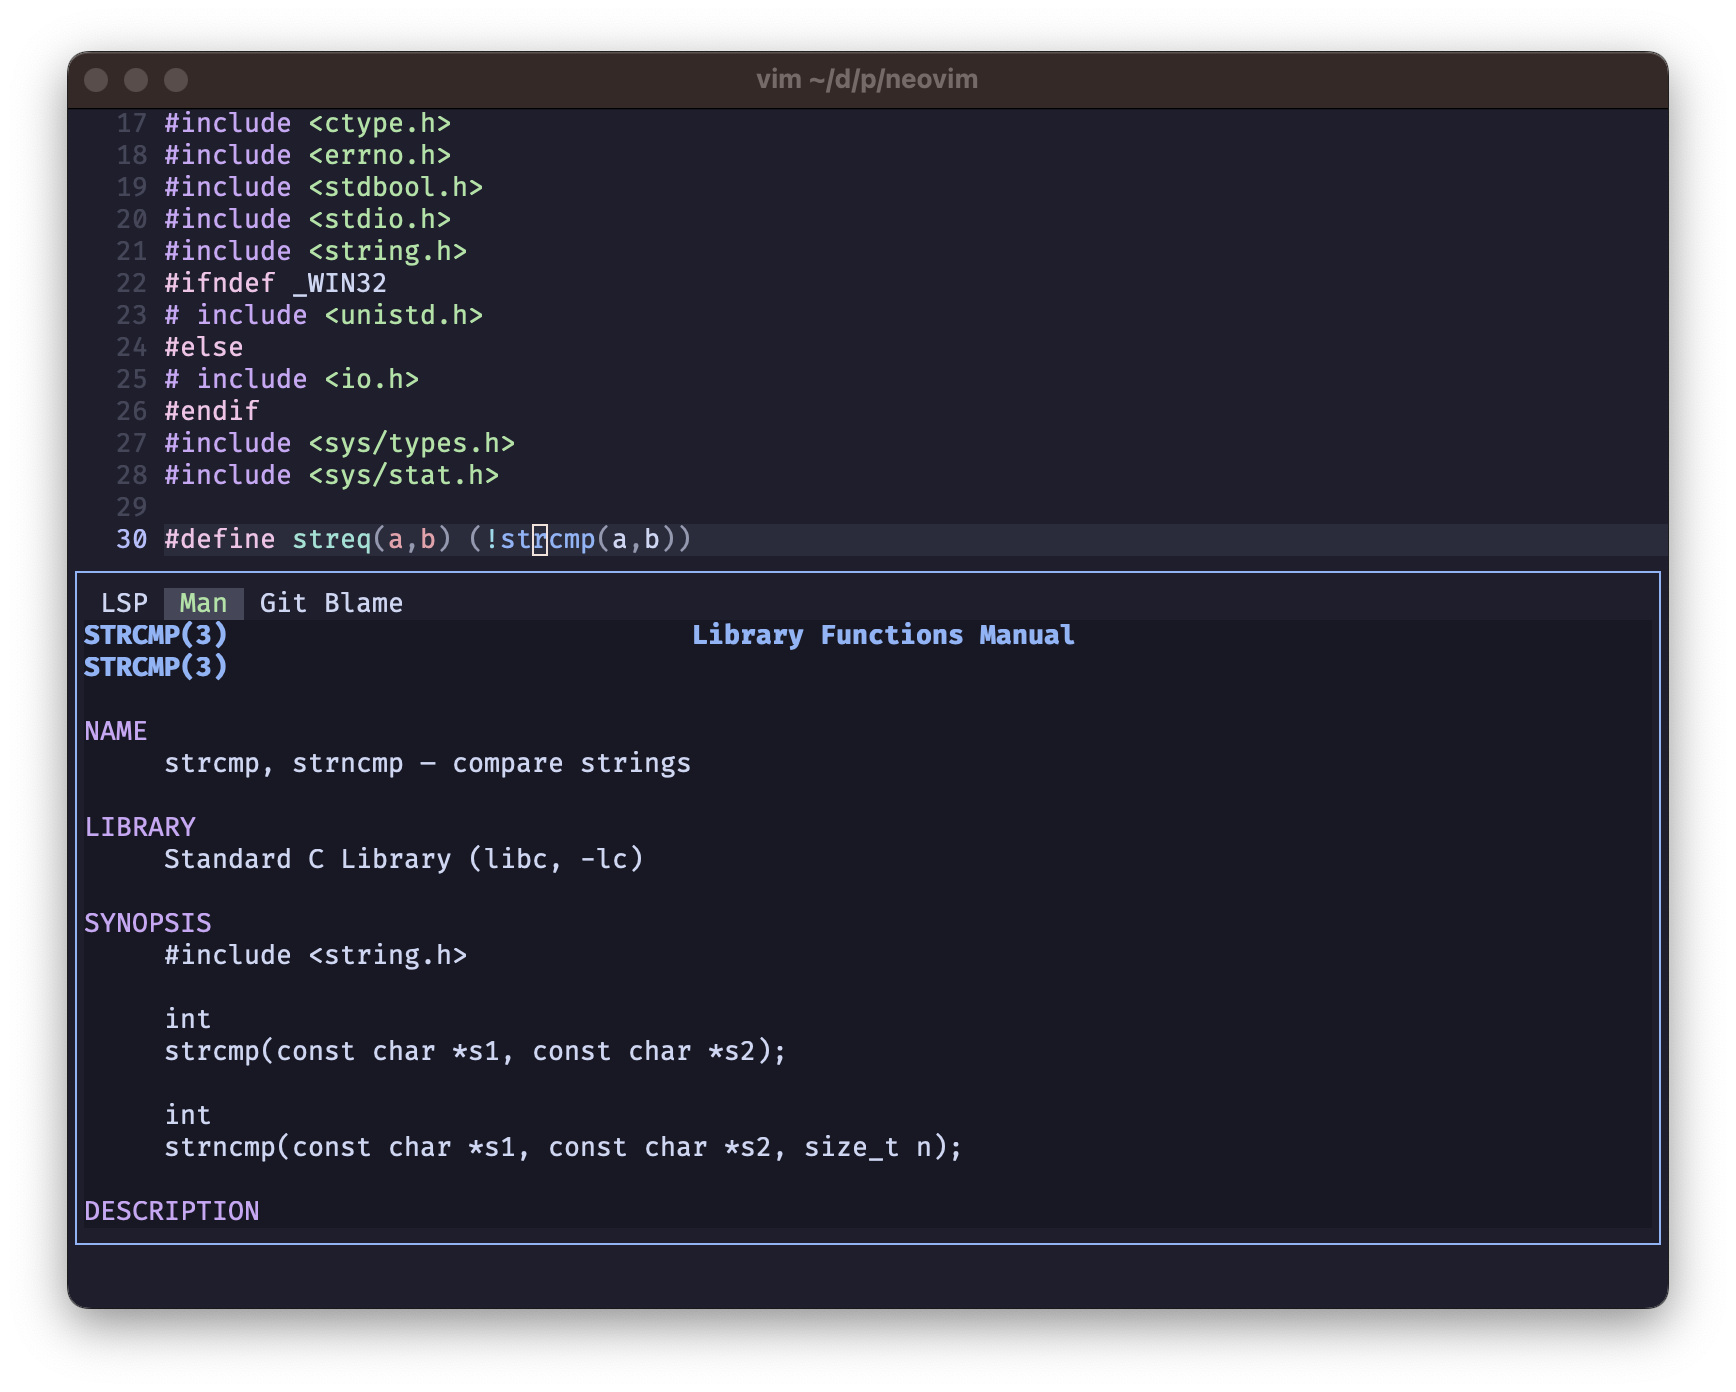 vim ~/d/p/neovim
17 #include <ctype.h>
18 #include <errno.h>
19 #include <stdbool.h>
20 #include <stdio.h>
21 #include <string.h>
22 #ifndef _WIN32
23 # include <unistd.h>
24 #else
25 # include <io.h>
26 #endif
27 #include <sys/types.h>
28 #include <sys/stat.h>
29
30 #define streq(a,b) (!strcmp(a,b))
LSP Man Git Blame
STRCMP(3) Library Functions Manual
STRCMP(3)
NAME
strcmp, strncmp – compare strings
LIBRARY
Standard C Library (libc, -lc)
SYNOPSIS
#include <string.h>
int
strcmp(const char *s1, const char *s2);
int
strncmp(const char *s1, const char *s2, size_t n);
DESCRIPTION